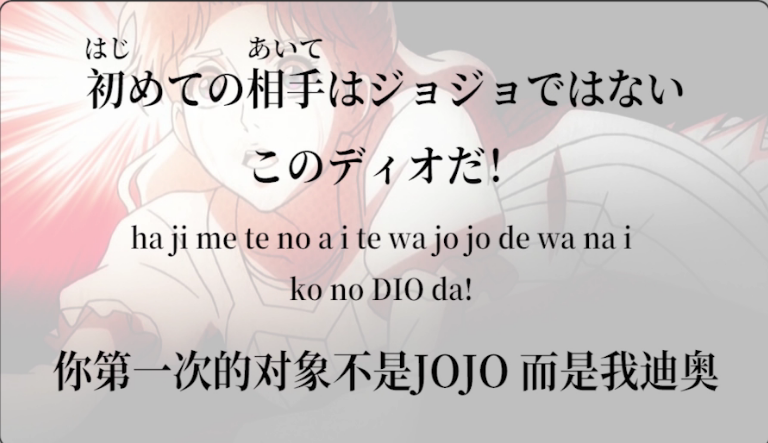 はじ あいて
初めての相手はジョジョではない
このディオだ！
ha ji me te no a i te wa jo jo de wa na i
ko no DIO da!
你第一次的对象不是JOJO 而是我迪奥